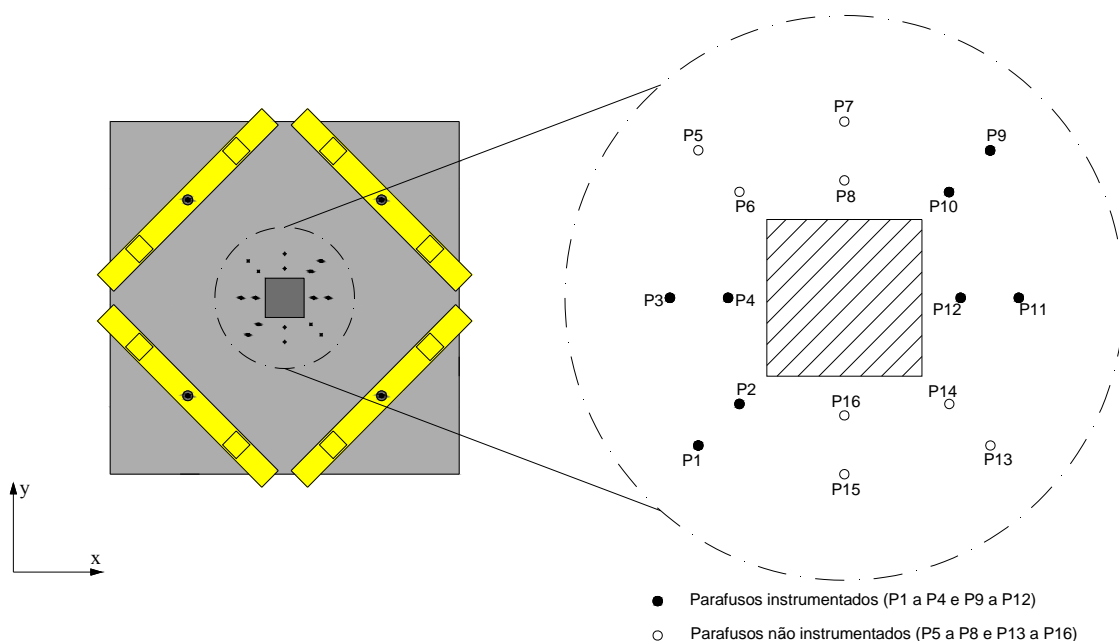 P7
P5
P9
P8
P6
P10
P3
P4
P12
P11
P2
P16
P14
P1
P13
P15
y
x
Parafusos instrumentados (P1 a P4 e P9 a P12)
Parafusos não instrumentados (P5 a P8 e P13 a P16)